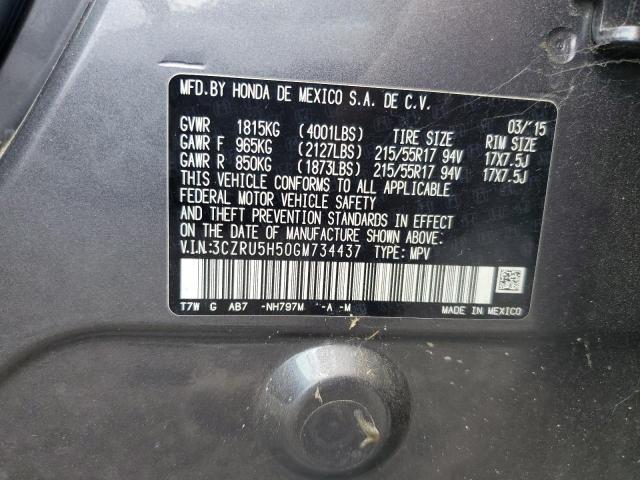 MFD.BY HONDA DE MEXICO S.A. DE C.V.
03/'15
GVWR 1815KG (4001LBS) TIRE SIZE RIM SIZE
GAWR F 965KG (2127LBS) 215/55R17 94V 17X7.5J
GAWR R 850KG (1873LBS) 215/55R17 94V 17X7.5J
THIS VEHICLE CONFORMS TO ALL APPLICABLE
FEDERAL MOTOR VEHICLE SAFETY
AND THEFT PREVENTION STANDARDS IN EFFECT
ON THE DATE OF MANUFACTURE SHOWN ABOVE.
V.I.N:3CZRU5H50GM734437 TYPE: MPV
T7W G AB7 -NH797M -A -M
MADE IN MEXICO